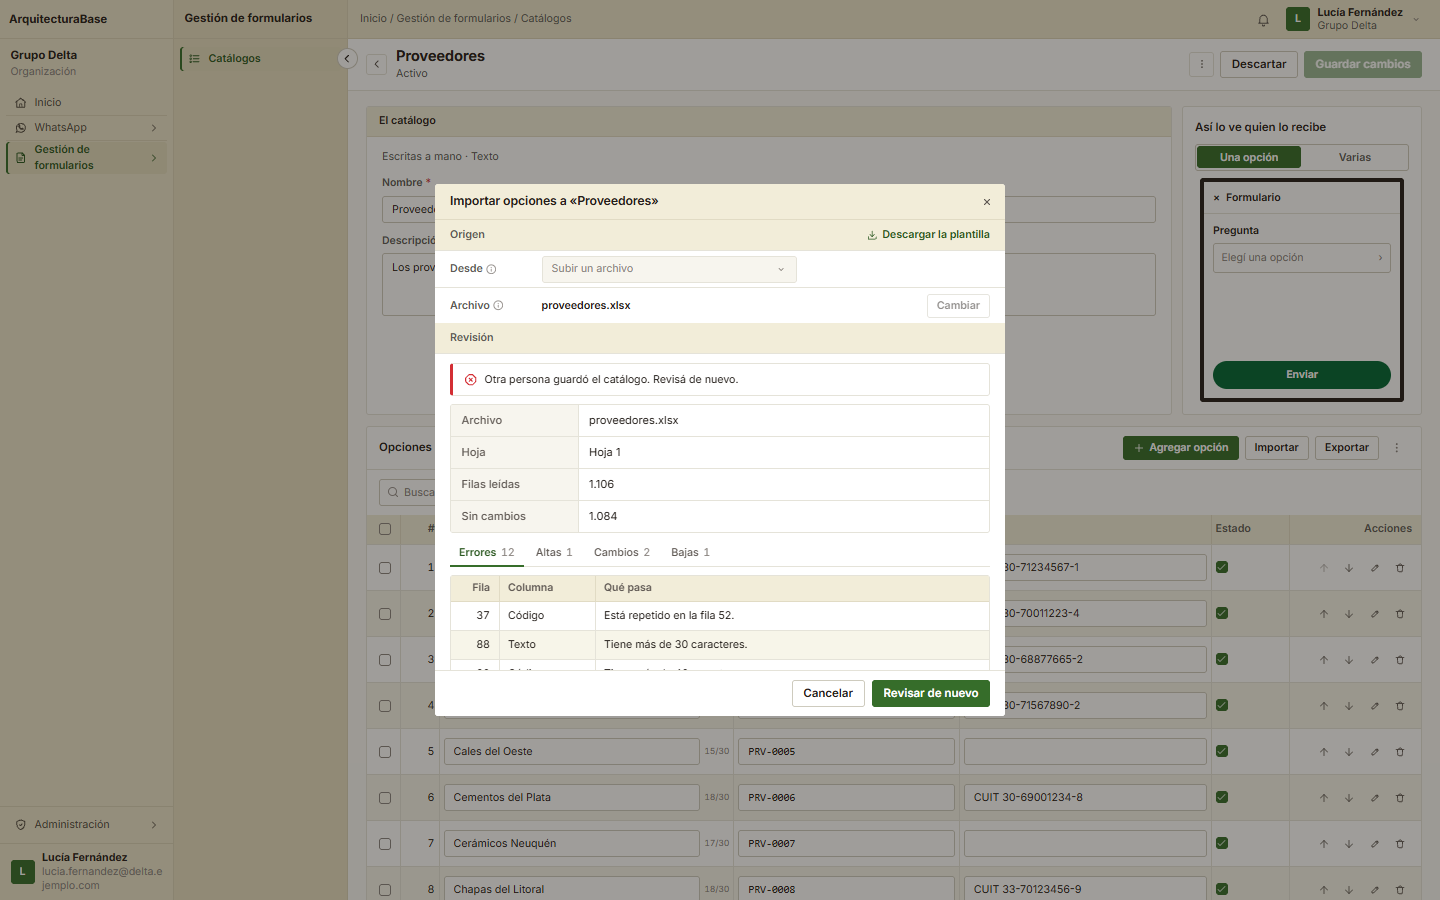 ArquitecturaBase
Gestión de formularios
Inicio / Gestión de formularios / Catálogos
L
Lucía Fernández
Grupo Delta
Grupo Delta
Organización
Inicio
WhatsApp
Gestión de
formularios
Catálogos
Proveedores
Activo
Descartar
Guardar cambios
El catálogo
Escritas a mano · Texto
Nombre *
Descripció
Los prov
Así lo ve quien lo recibe
Una opción
Varias
× Formulario
Pregunta
Elegí una opción
Enviar
Importar opciones a «Proveedores»
Origen
Descargar la plantilla
Desde
Subir un archivo
Archivo
proveedores.xlsx
Cambiar
Revisión
Otra persona guardó el catálogo. Revisá de nuevo.
Archivo
proveedores.xlsx
Hoja
Hoja 1
Filas leídas
1.106
Sin cambios
1.084
Errores 12
Altas 1
Cambios 2
Bajas 1
Fila
Columna
Qué pasa
37
Código
Está repetido en la fila 52.
88
Texto
Tiene más de 30 caracteres.
Cancelar
Revisar de nuevo
Opciones
Agregar opción
Importar
Exportar
Busca
#
Estado
Acciones
1
30-71234567-1
2
30-70011223-4
3
30-68877665-2
4
30-71567890-2
5
Cales del Oeste
15/30
PRV-0005
6
Cementos del Plata
18/30
PRV-0006
CUIT 30-69001234-8
7
Cerámicos Neuquén
17/30
PRV-0007
8
Chapas del Litoral
18/30
PRV-0008
CUIT 33-70123456-9
Administración
L
Lucía Fernández
lucia.fernandez@delta.e
jemplo.com